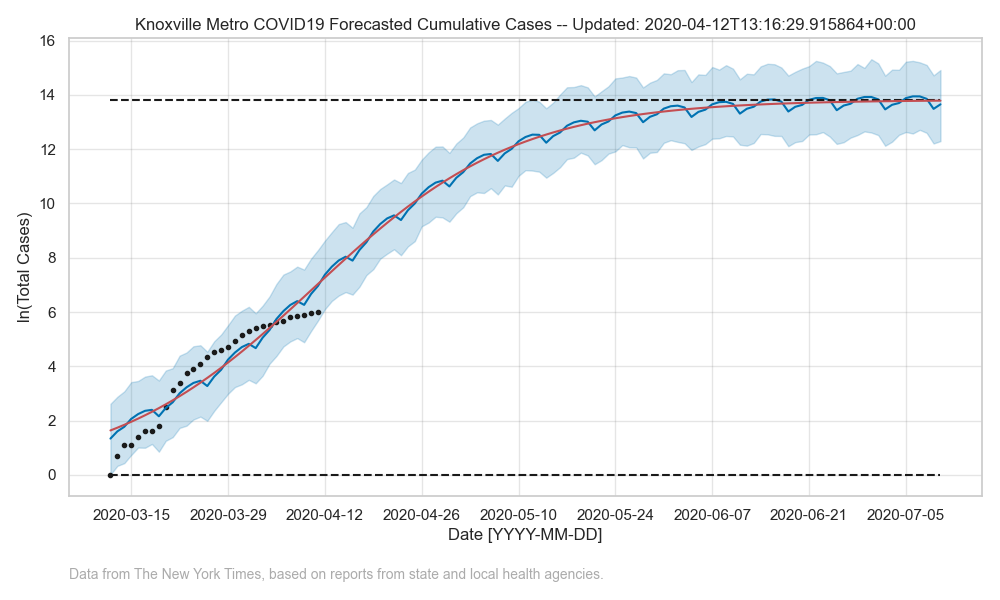 Knoxville Metro COVID19 Forecasted Cumulative Cases -- Updated: 2020-04-12T13:16:29.915864+00:00
16
14
12
10
8
6
4
2
0
ln(Total Cases)
2020-03-15 2020-03-29 2020-04-12 2020-04-26 2020-05-10 2020-05-24 2020-06-07 2020-06-21 2020-07-05
Date [YYYY-MM-DD]
Data from The New York Times, based on reports from state and local health agencies.